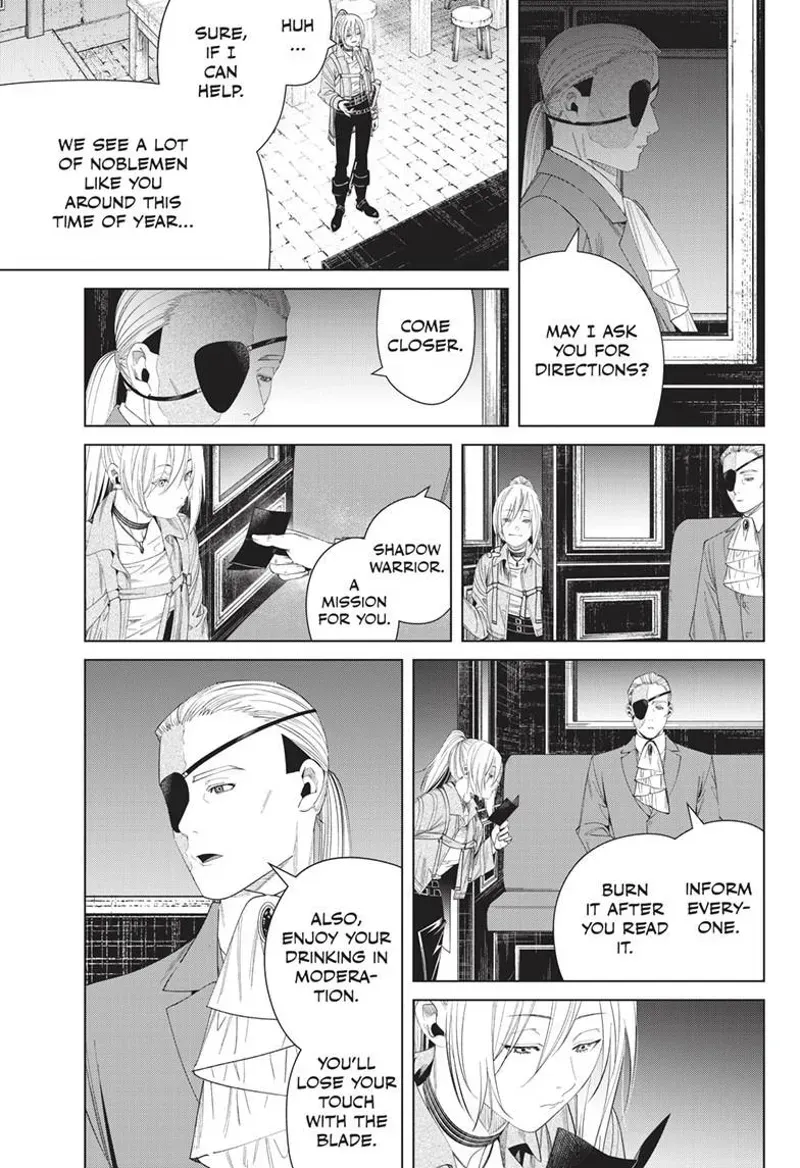 MAY I ASK
YOU FOR
DIRECTIONS?
HUH
...
SURE,
IF I
CAN
HELP.
WE SEE A LOT
OF NOBLEMEN
LIKE YOU
AROUND THIS
TIME OF YEAR...
COME
CLOSER.
SHADOW
WARRIOR.
A
MISSION
FOR YOU.
INFORM
EVERY-
ONE.
BURN
IT AFTER
YOU READ
IT.
ALSO,
ENJOY YOUR
DRINKING IN
MODERA-
TION.
YOU'LL
LOSE YOUR
TOUCH
WITH THE
BLADE.